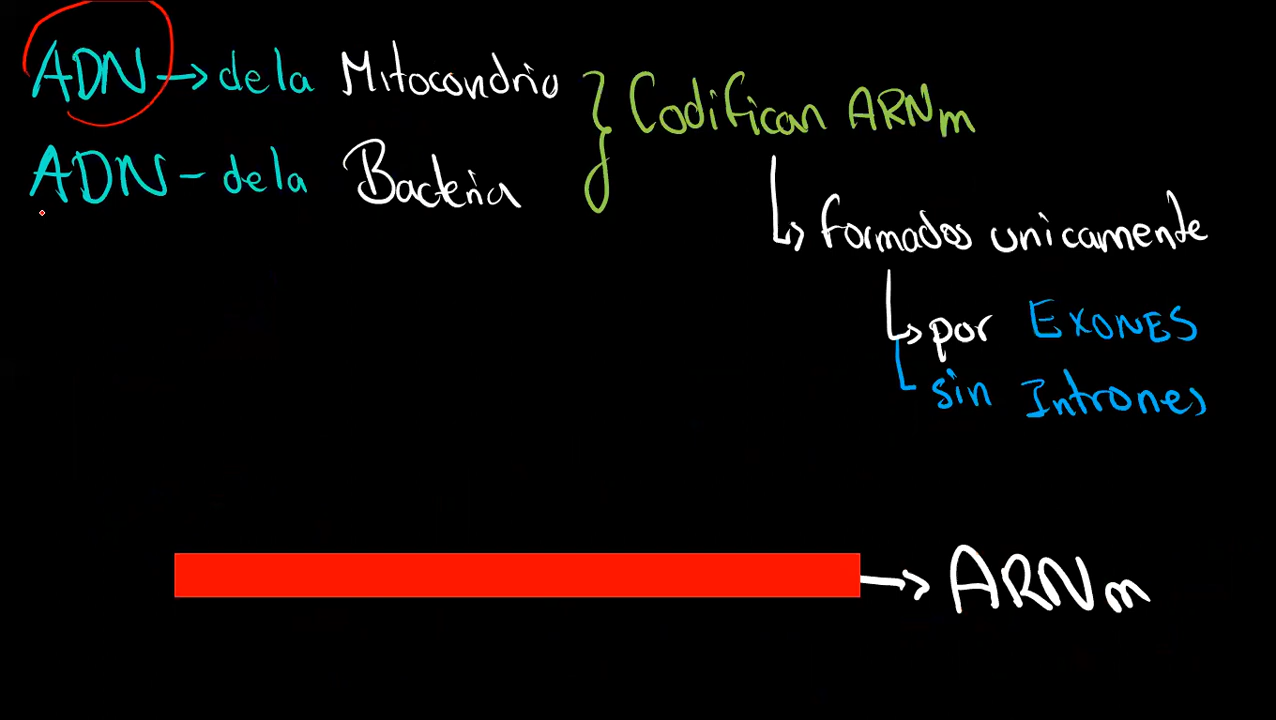 ADN → de la Mitocondria
ADN - de la Bacteria
Codifican ARNm
formados unicamente
por EXONES
sin Intrones
→ ARNm